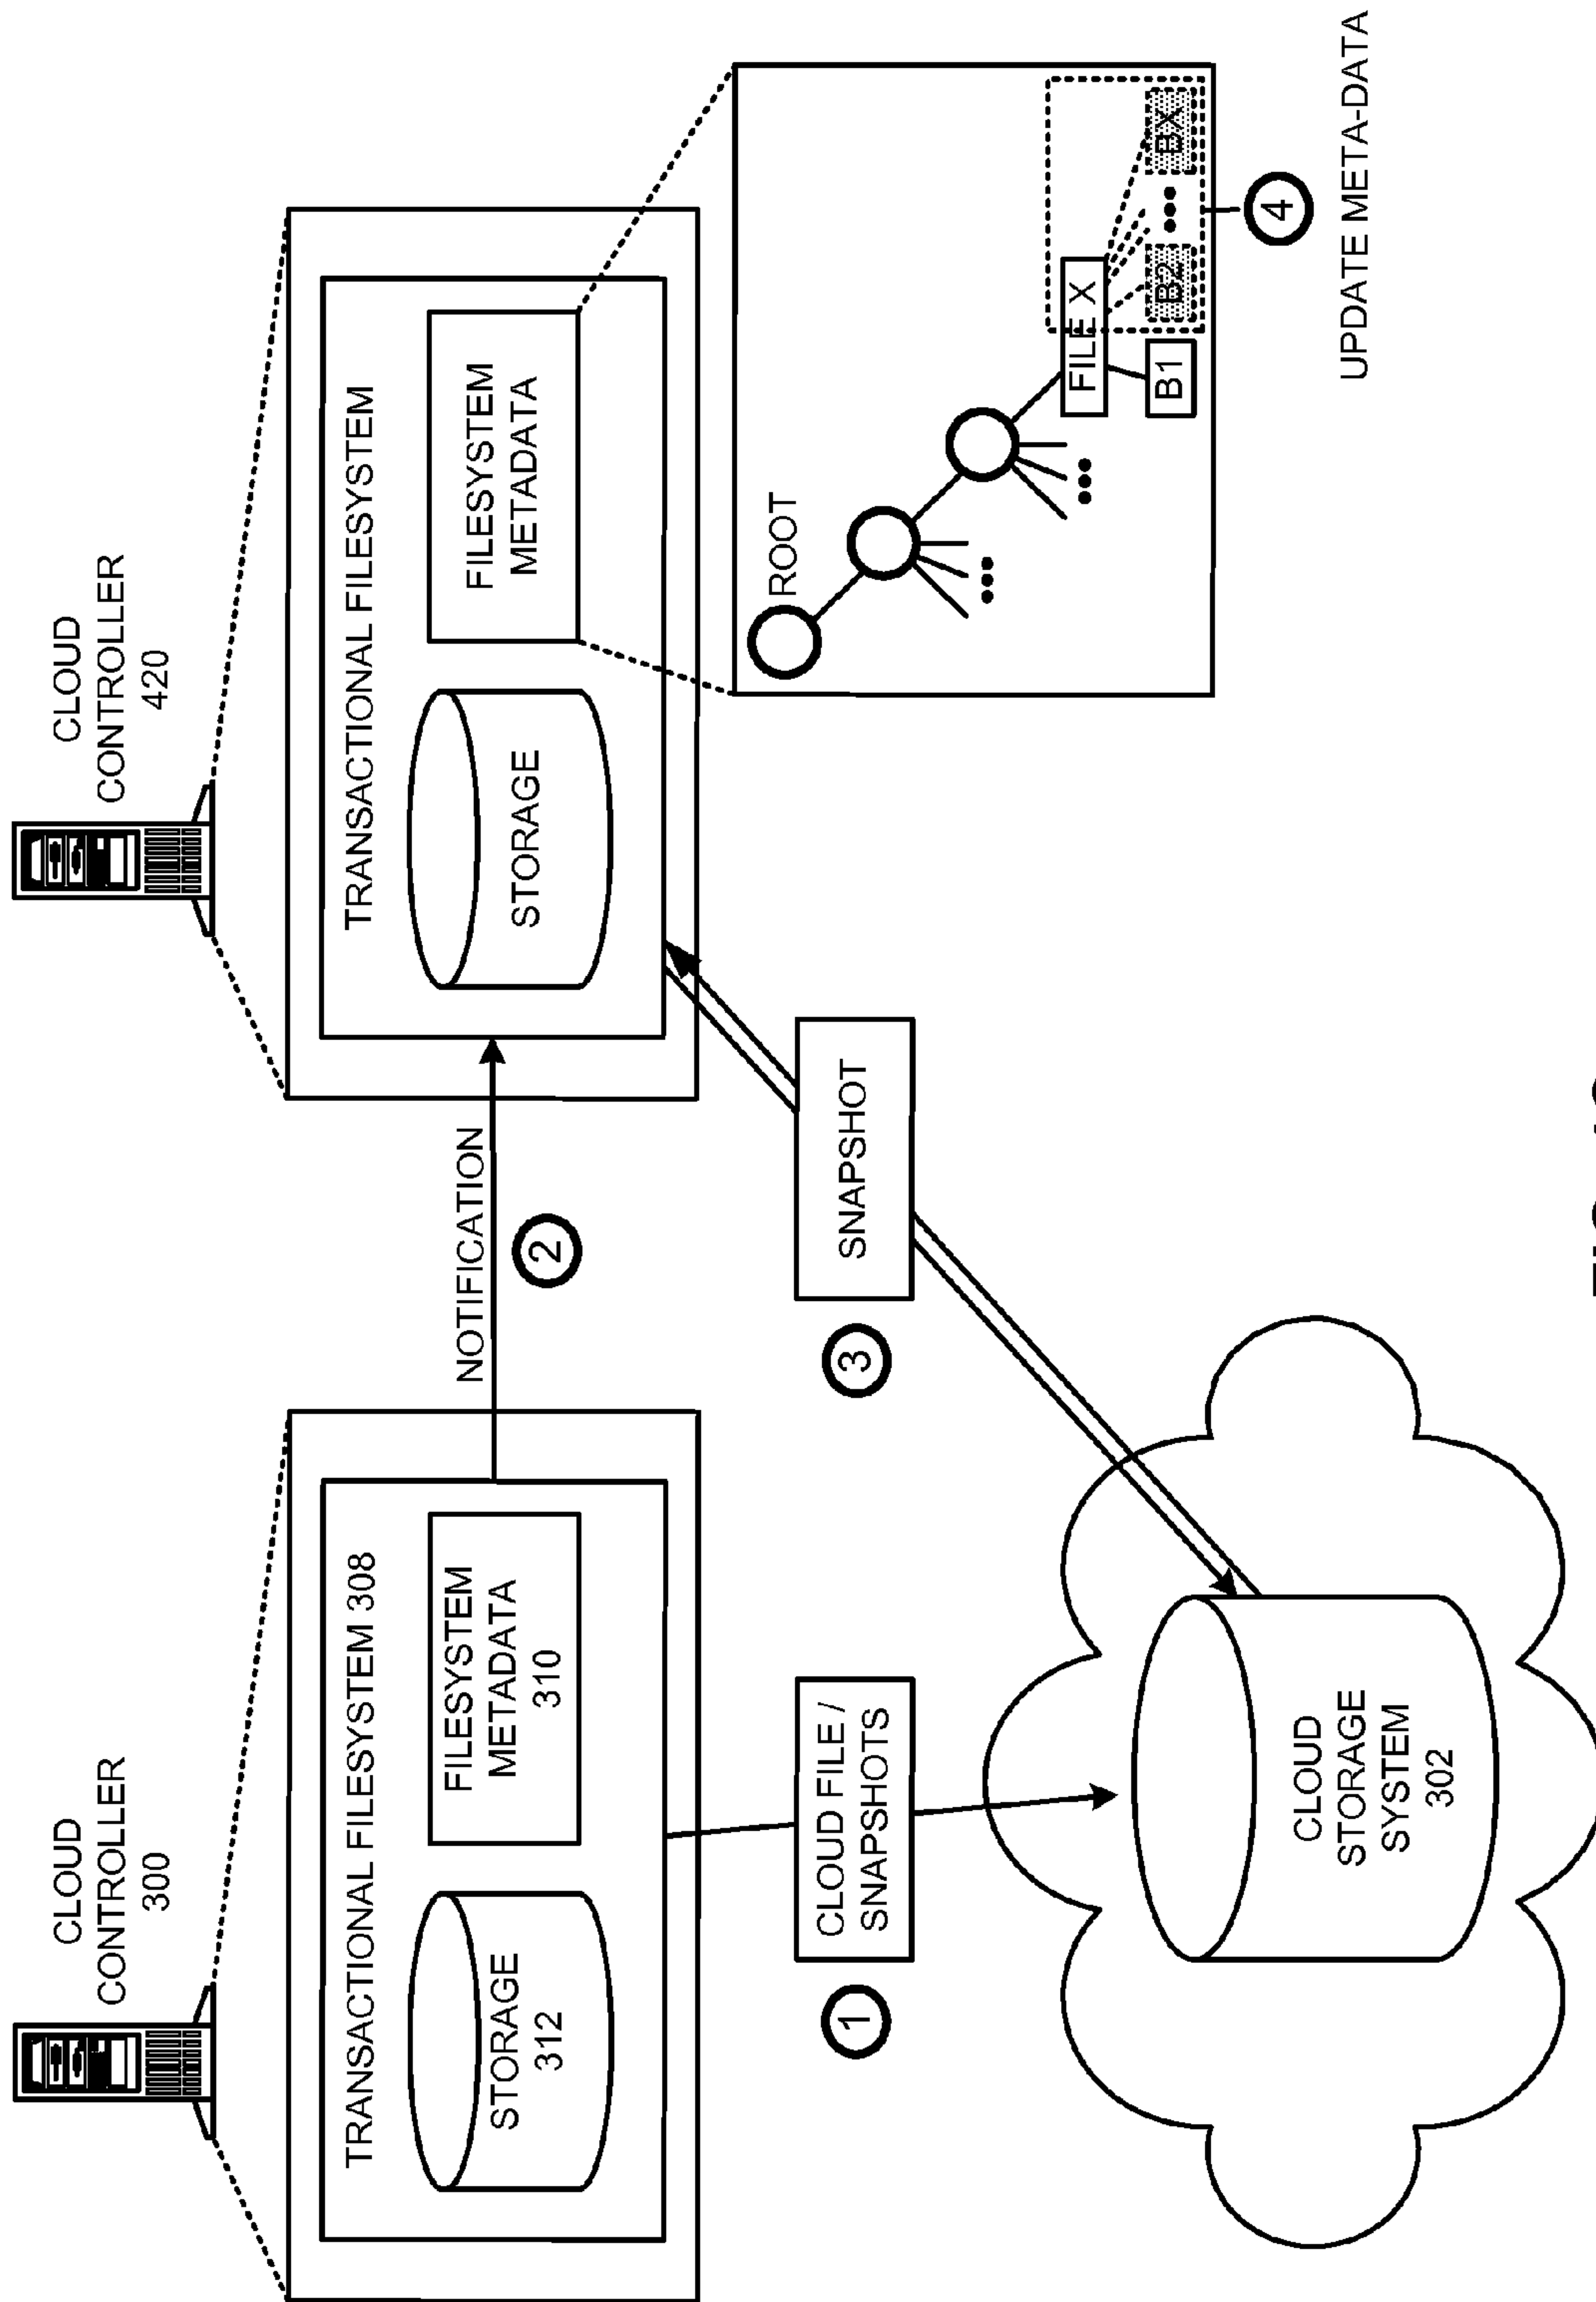 CLOUD
CONTROLLER
300
TRANSACTIONAL FILESYSTEM 308
STORAGE
312
FILESYSTEM
METADATA
310
NOTIFICATION
2
CLOUD
CONTROLLER
420
TRANSACTIONAL FILESYSTEM
STORAGE
FILESYSTEM
METADATA
1
CLOUD FILE /
SNAPSHOTS
3
SNAPSHOT
CLOUD
STORAGE
SYSTEM
302
ROOT
FILE X
B1
B2
BX
4
UPDATE META-DATA